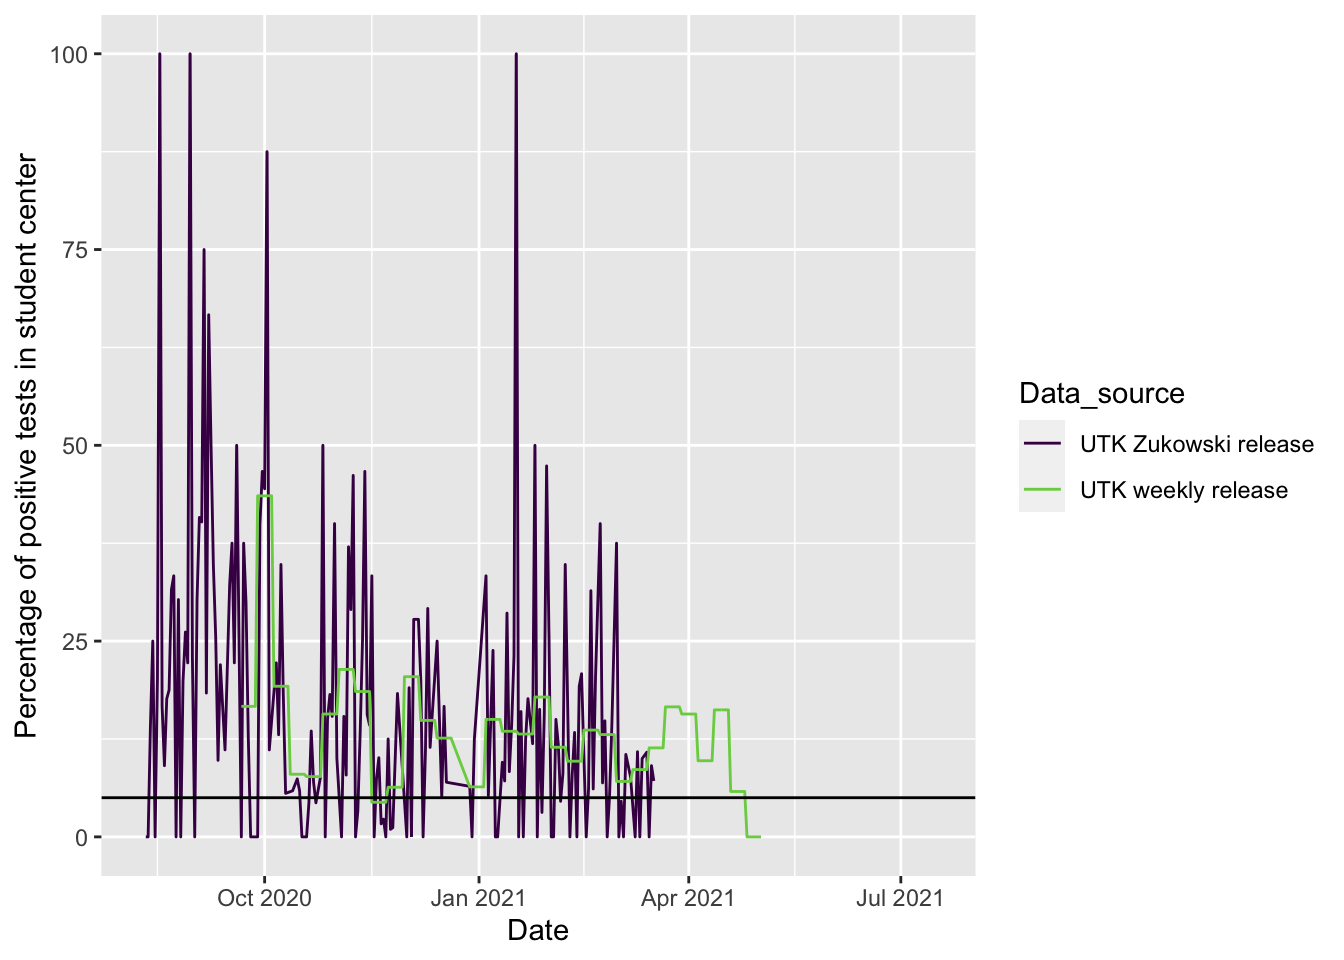 Percentage of positive tests in student center
100
75
50
25
0
Oct 2020
Jan 2021
Apr 2021
Jul 2021
Date
Data_source
UTK Zukowski release
UTK weekly release